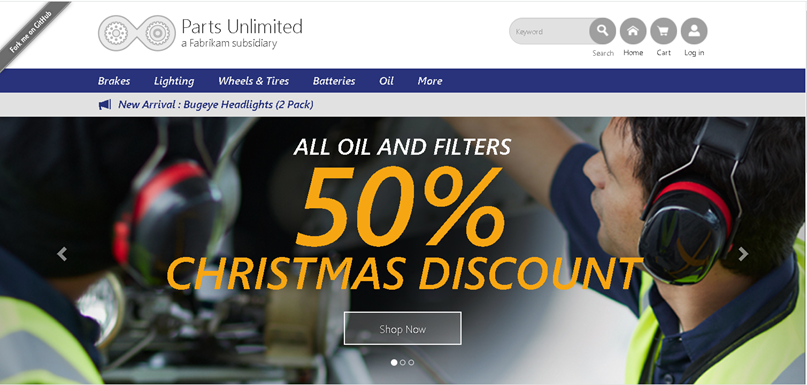 Fork me on GitHub
Parts Unlimited
a Fabrikam subsidiary
Keyword
Search
Home
Cart
Log in
Brakes
Lighting
Wheels & Tires
Batteries
Oil
More
New Arrival : Bugeye Headlights (2 Pack)
ALL OIL AND FILTERS
50%
CHRISTMAS DISCOUNT
Shop Now